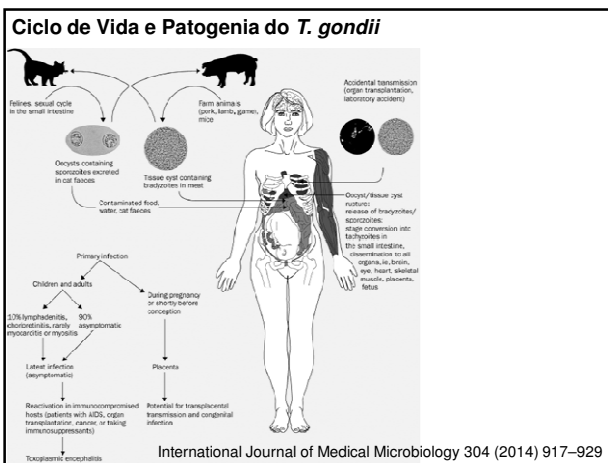 Ciclo de Vida e Patogenia do T. gondii
Felines, sexual cycle
in the small intestine
Farm animals
(pork, lamb, game),
mice
Accidental transmission
(organ transplantation,
laboratory accident)
Oocysts containing
sporozoites excreted
in cat faeces
Tissue cyst containing
bradyzoites in meat
Contaminated food,
water, cat faeces
Oocyst/tissue cyst
rupture:
release of bradyzoites/
sporozoites:
stage conversion into
tachyzoites in
the small intestine,
dissemination to all
organs, ie, brain,
eye, heart, skeletal
muscle, placenta,
fetus
Primary infection
Children and adults
During pregnancy
or shortly before
conception
10% lymphadenitis,
chorioretinitis, rarely
myocarditis or myositis
90%
asymptomatic
Latest infection
(asymptomatic)
Placenta
Reactivation in immunocompromised
hosts (patients with AIDS, organ
transplantation, cancer, or taking
immunosuppressants)
Potential for transplacental
transmission and congenital
infection
Toxoplasmic encephalitis
International Journal of Medical Microbiology 304 (2014) 917–929